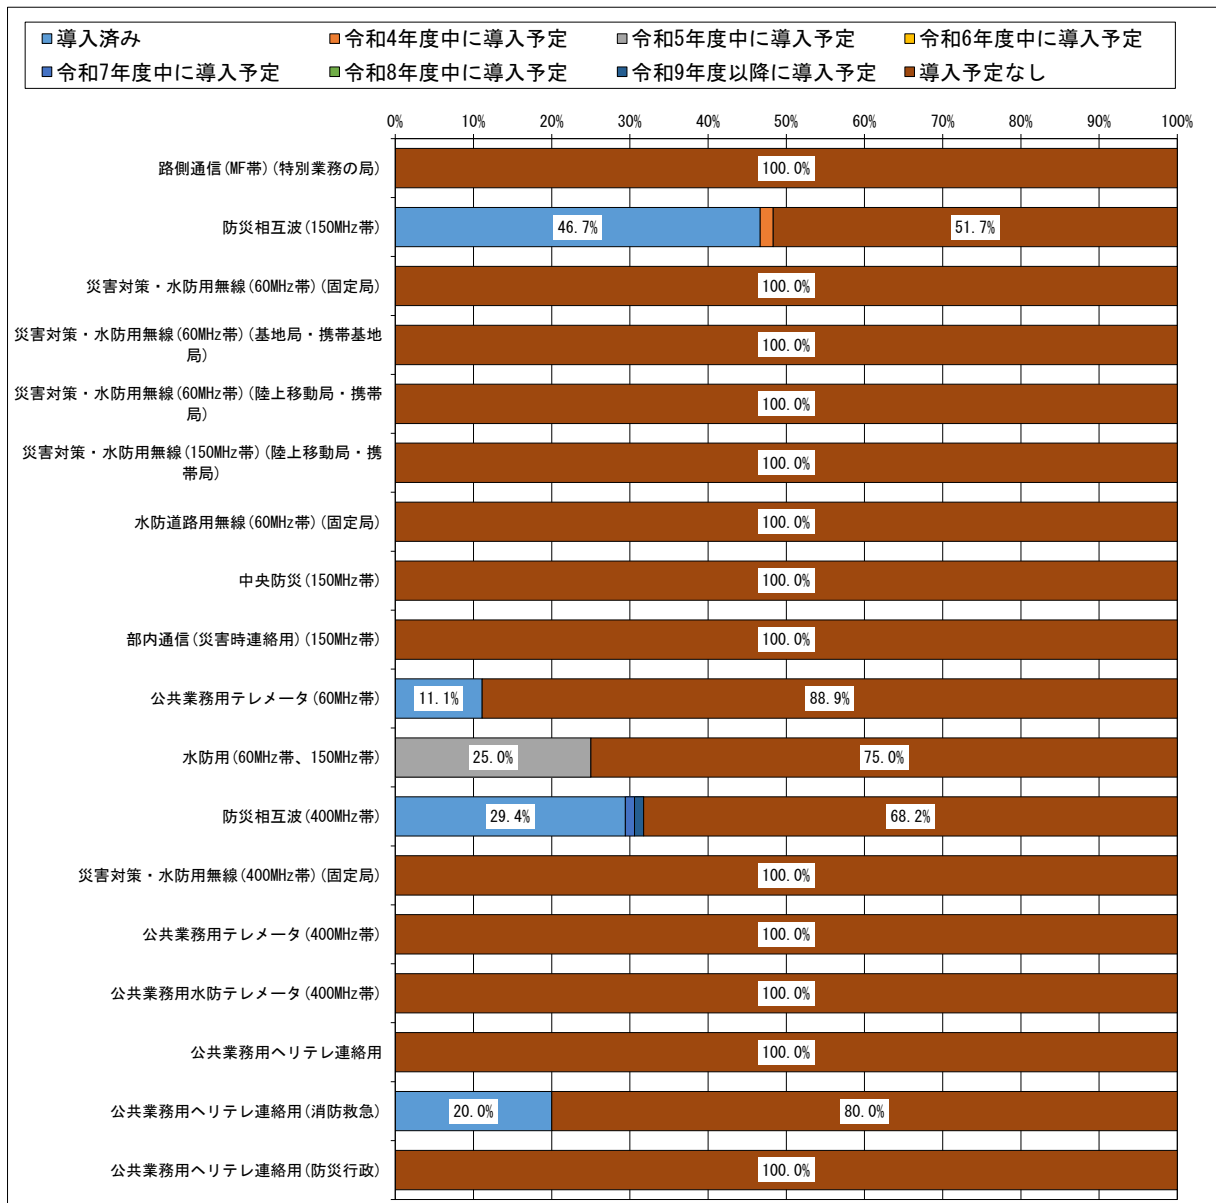 導入済み 令和4年度中に導入予定 令和5年度中に導入予定 令和6年度中に導入予定
令和7年度中に導入予定 令和8年度中に導入予定 令和9年度以降に導入予定 導入予定なし
0% 10% 20% 30% 40% 50% 60% 70% 80% 90% 100%
路側通信(MF帯)(特別業務の局) 100.0%
防災相互波(150MHz帯) 46.7% 51.7%
災害対策・水防用無線(60MHz帯)(固定局) 100.0%
災害対策・水防用無線(60MHz帯)(基地局・携帯基地
局) 100.0%
災害対策・水防用無線(60MHz帯)(陸上移動局・携帯
局) 100.0%
災害対策・水防用無線(150MHz帯)(陸上移動局・携
帯局) 100.0%
水防道路用無線(60MHz帯)(固定局) 100.0%
中央防災(150MHz帯) 100.0%
部内通信(災害時連絡用)(150MHz帯) 100.0%
公共業務用テレメータ(60MHz帯) 11.1% 88.9%
水防用(60MHz帯、150MHz帯) 25.0% 75.0%
防災相互波(400MHz帯) 29.4% 68.2%
災害対策・水防用無線(400MHz帯)(固定局) 100.0%
公共業務用テレメータ(400MHz帯) 100.0%
公共業務用水防テレメータ(400MHz帯) 100.0%
公共業務用ヘリテレ連絡用 100.0%
公共業務用ヘリテレ連絡用(消防救急) 20.0% 80.0%
公共業務用ヘリテレ連絡用(防災行政) 100.0%